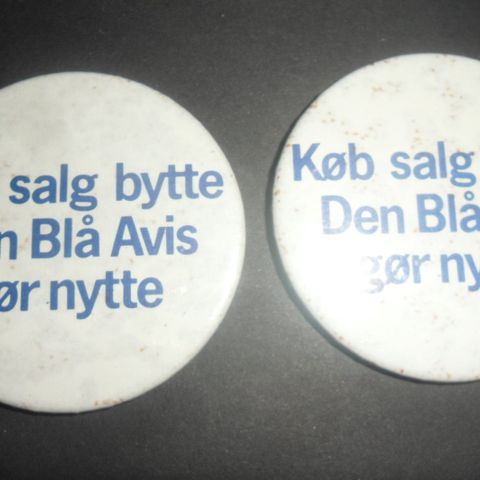 salg bytte
n Blå Avis
ør nytte
Køb salg
Den Blå
gør ny